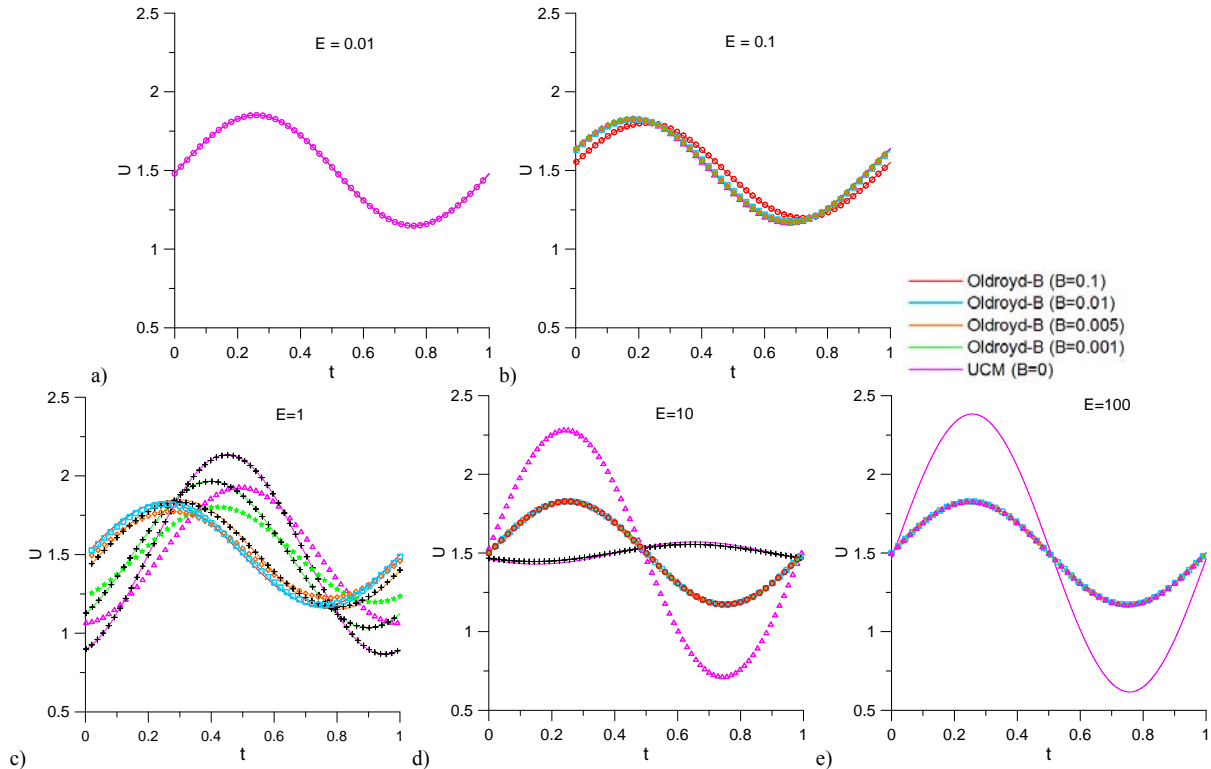 2.5
2
1.5
1
0.5
U
E = 0.01
0 0.2 0.4 0.6 0.8 1
t
a)
2.5
2
1.5
1
0.5
U
E = 0.1
0 0.2 0.4 0.6 0.8 1
t
b)
Oldroyd-B (B=0.1)
Oldroyd-B (B=0.01)
Oldroyd-B (B=0.005)
Oldroyd-B (B=0.001)
UCM (B=0)
2.5
2
1.5
1
0.5
U
E=1
0 0.2 0.4 0.6 0.8 1
t
c)
2.5
2
1.5
1
0.5
U
E=10
0 0.2 0.4 0.6 0.8 1
t
d)
2.5
2
1.5
1
0.5
U
E=100
0 0.2 0.4 0.6 0.8 1
t
e)